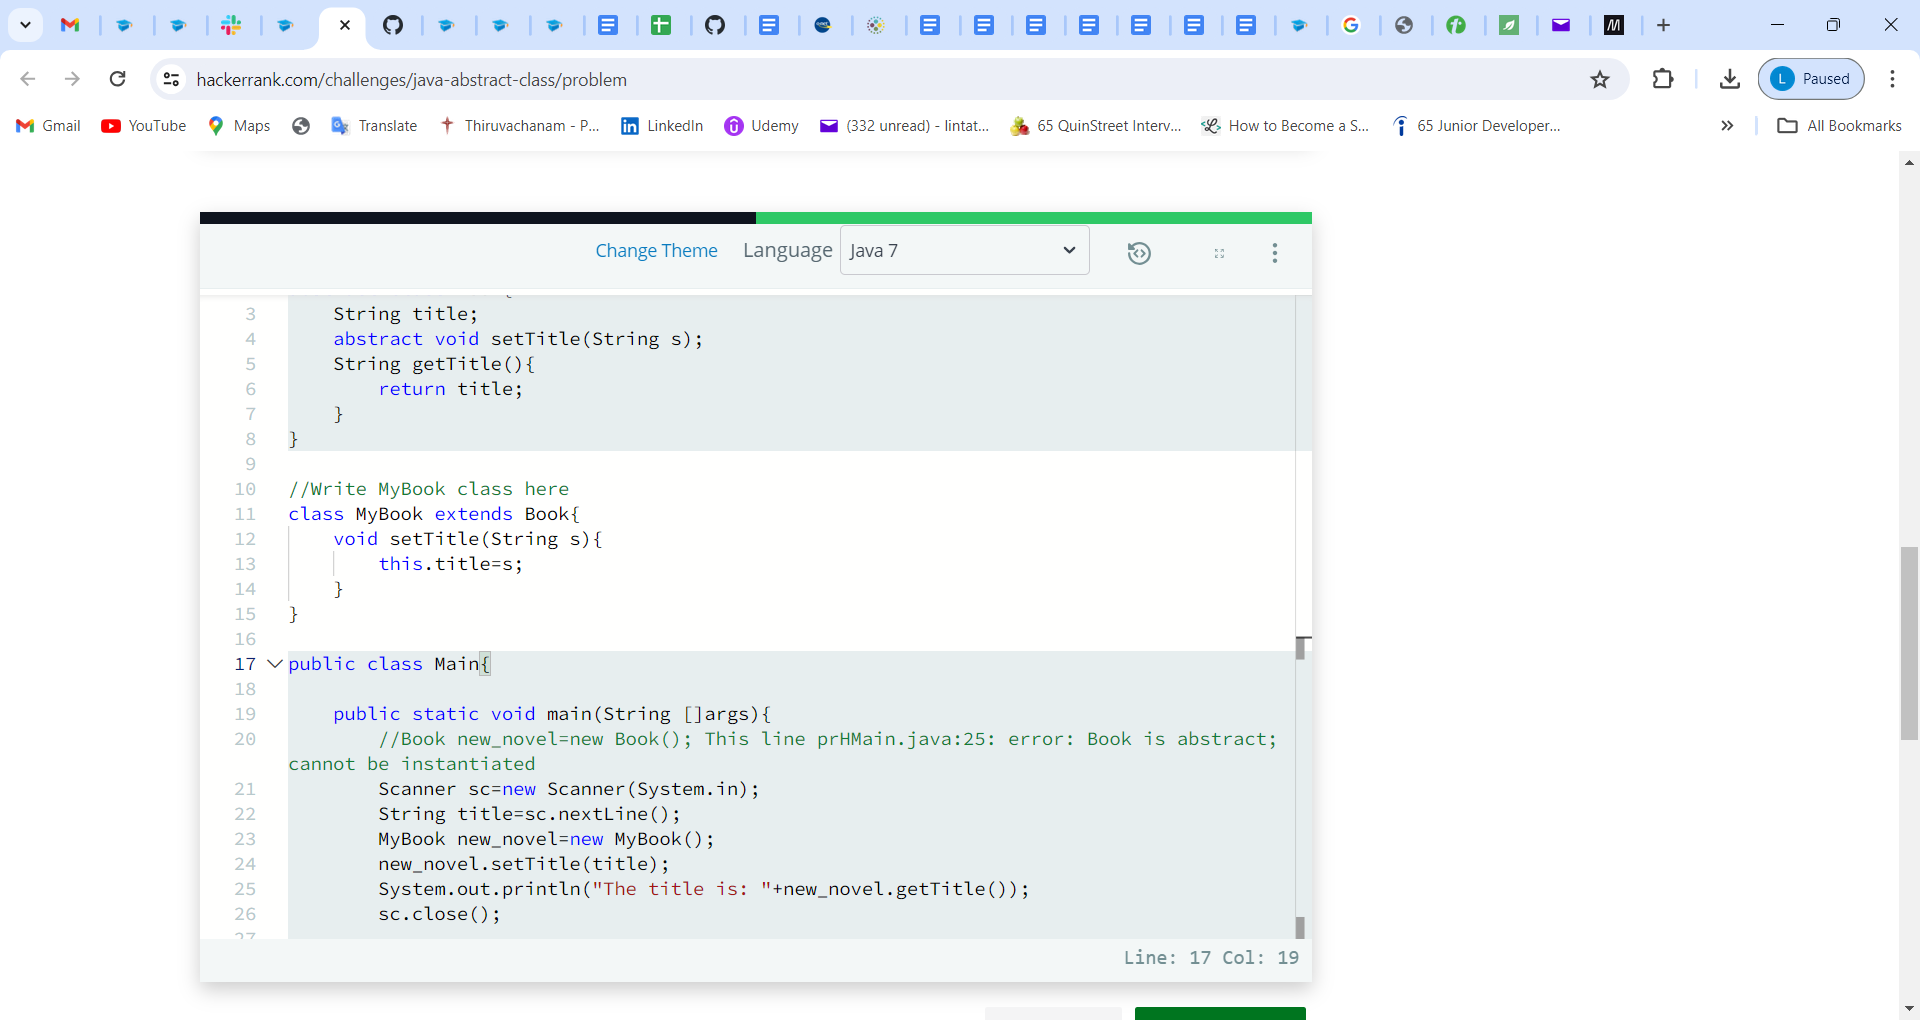 hackerrank.com/challenges/java-abstract-class/problem
L Paused
Gmail YouTube Maps Translate Thiruvachanam - P... LinkedIn Udemy (332 unread) - lintat... 65 QuinStreet Interv... How to Become a S... 65 Junior Developer... » All Bookmarks
Change Theme Language Java 7
3 String title;
4 abstract void setTitle(String s);
5 String getTitle(){
6 return title;
7 }
8 }
9
10 //Write MyBook class here
11 class MyBook extends Book{
12 void setTitle(String s){
13 this.title=s;
14 }
15 }
16
17 public class Main{
18
19 public static void main(String []args){
20 //Book new_novel=new Book(); This line prHMain.java:25: error: Book is abstract;
cannot be instantiated
21 Scanner sc=new Scanner(System.in);
22 String title=sc.nextLine();
23 MyBook new_novel=new MyBook();
24 new_novel.setTitle(title);
25 System.out.println("The title is: "+new_novel.getTitle());
26 sc.close();
27
Line: 17 Col: 19